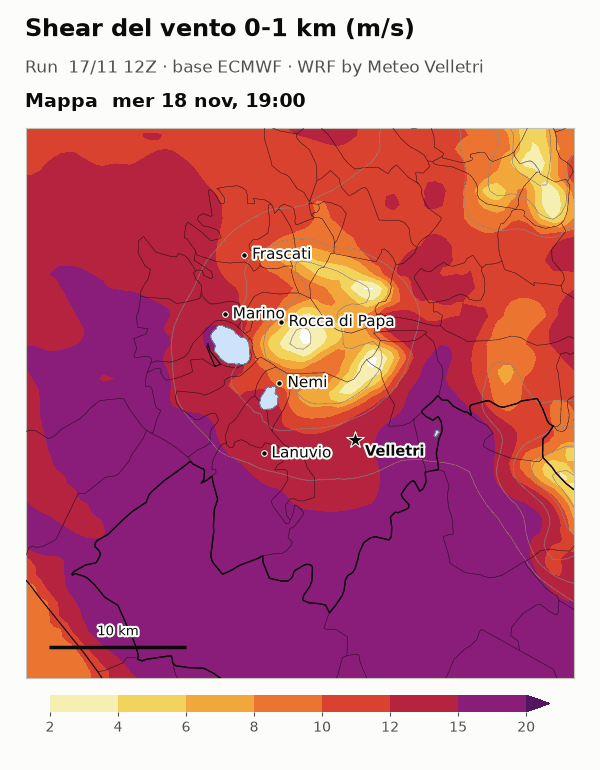 Shear del vento 0-1 km (m/s)
Run  17/11 12Z · base ECMWF · WRF by Meteo Velletri
Mappa  mer 18 nov, 19:00
Frascati
Marino
Rocca di Papa
Nemi
Velletri
Lanuvio
10 km
2 4 6 8 10 12 15 20